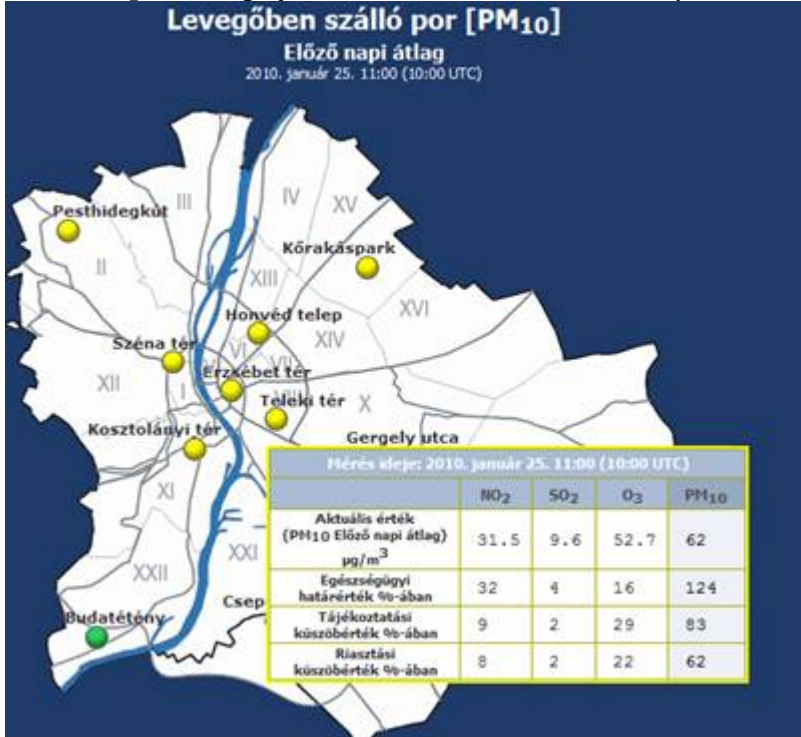 Levegőben szálló por [PM10]
Előző napi átlag
2010. január 25. 11:00 (10:00 UTC)
III
IV
XV
Pesthidegkút
II
Kőrakáspark
XIII
XVI
Honvéd telep
XIV
Széna tér
VI
V
VII
Erzsébet tér
XII
I
VIII
Teleki tér
X
Kosztolányi tér
Gergely utca
Mérés ideje: 2010. január 25. 11:00 (10:00 UTC)
NO2 SO2 O3 PM10
Aktuális érték
(PM10 Előző napi átlag)
µg/m3
31.5 9.6 52.7 62
Egészségügyi
határérték %-ában
32 4 16 124
Tájékoztatási
küszöbérték %-ában
9 2 29 83
Riasztási
küszöbérték %-ában
8 2 22 62
XI
XXI
XXII
Csep
Budatétény